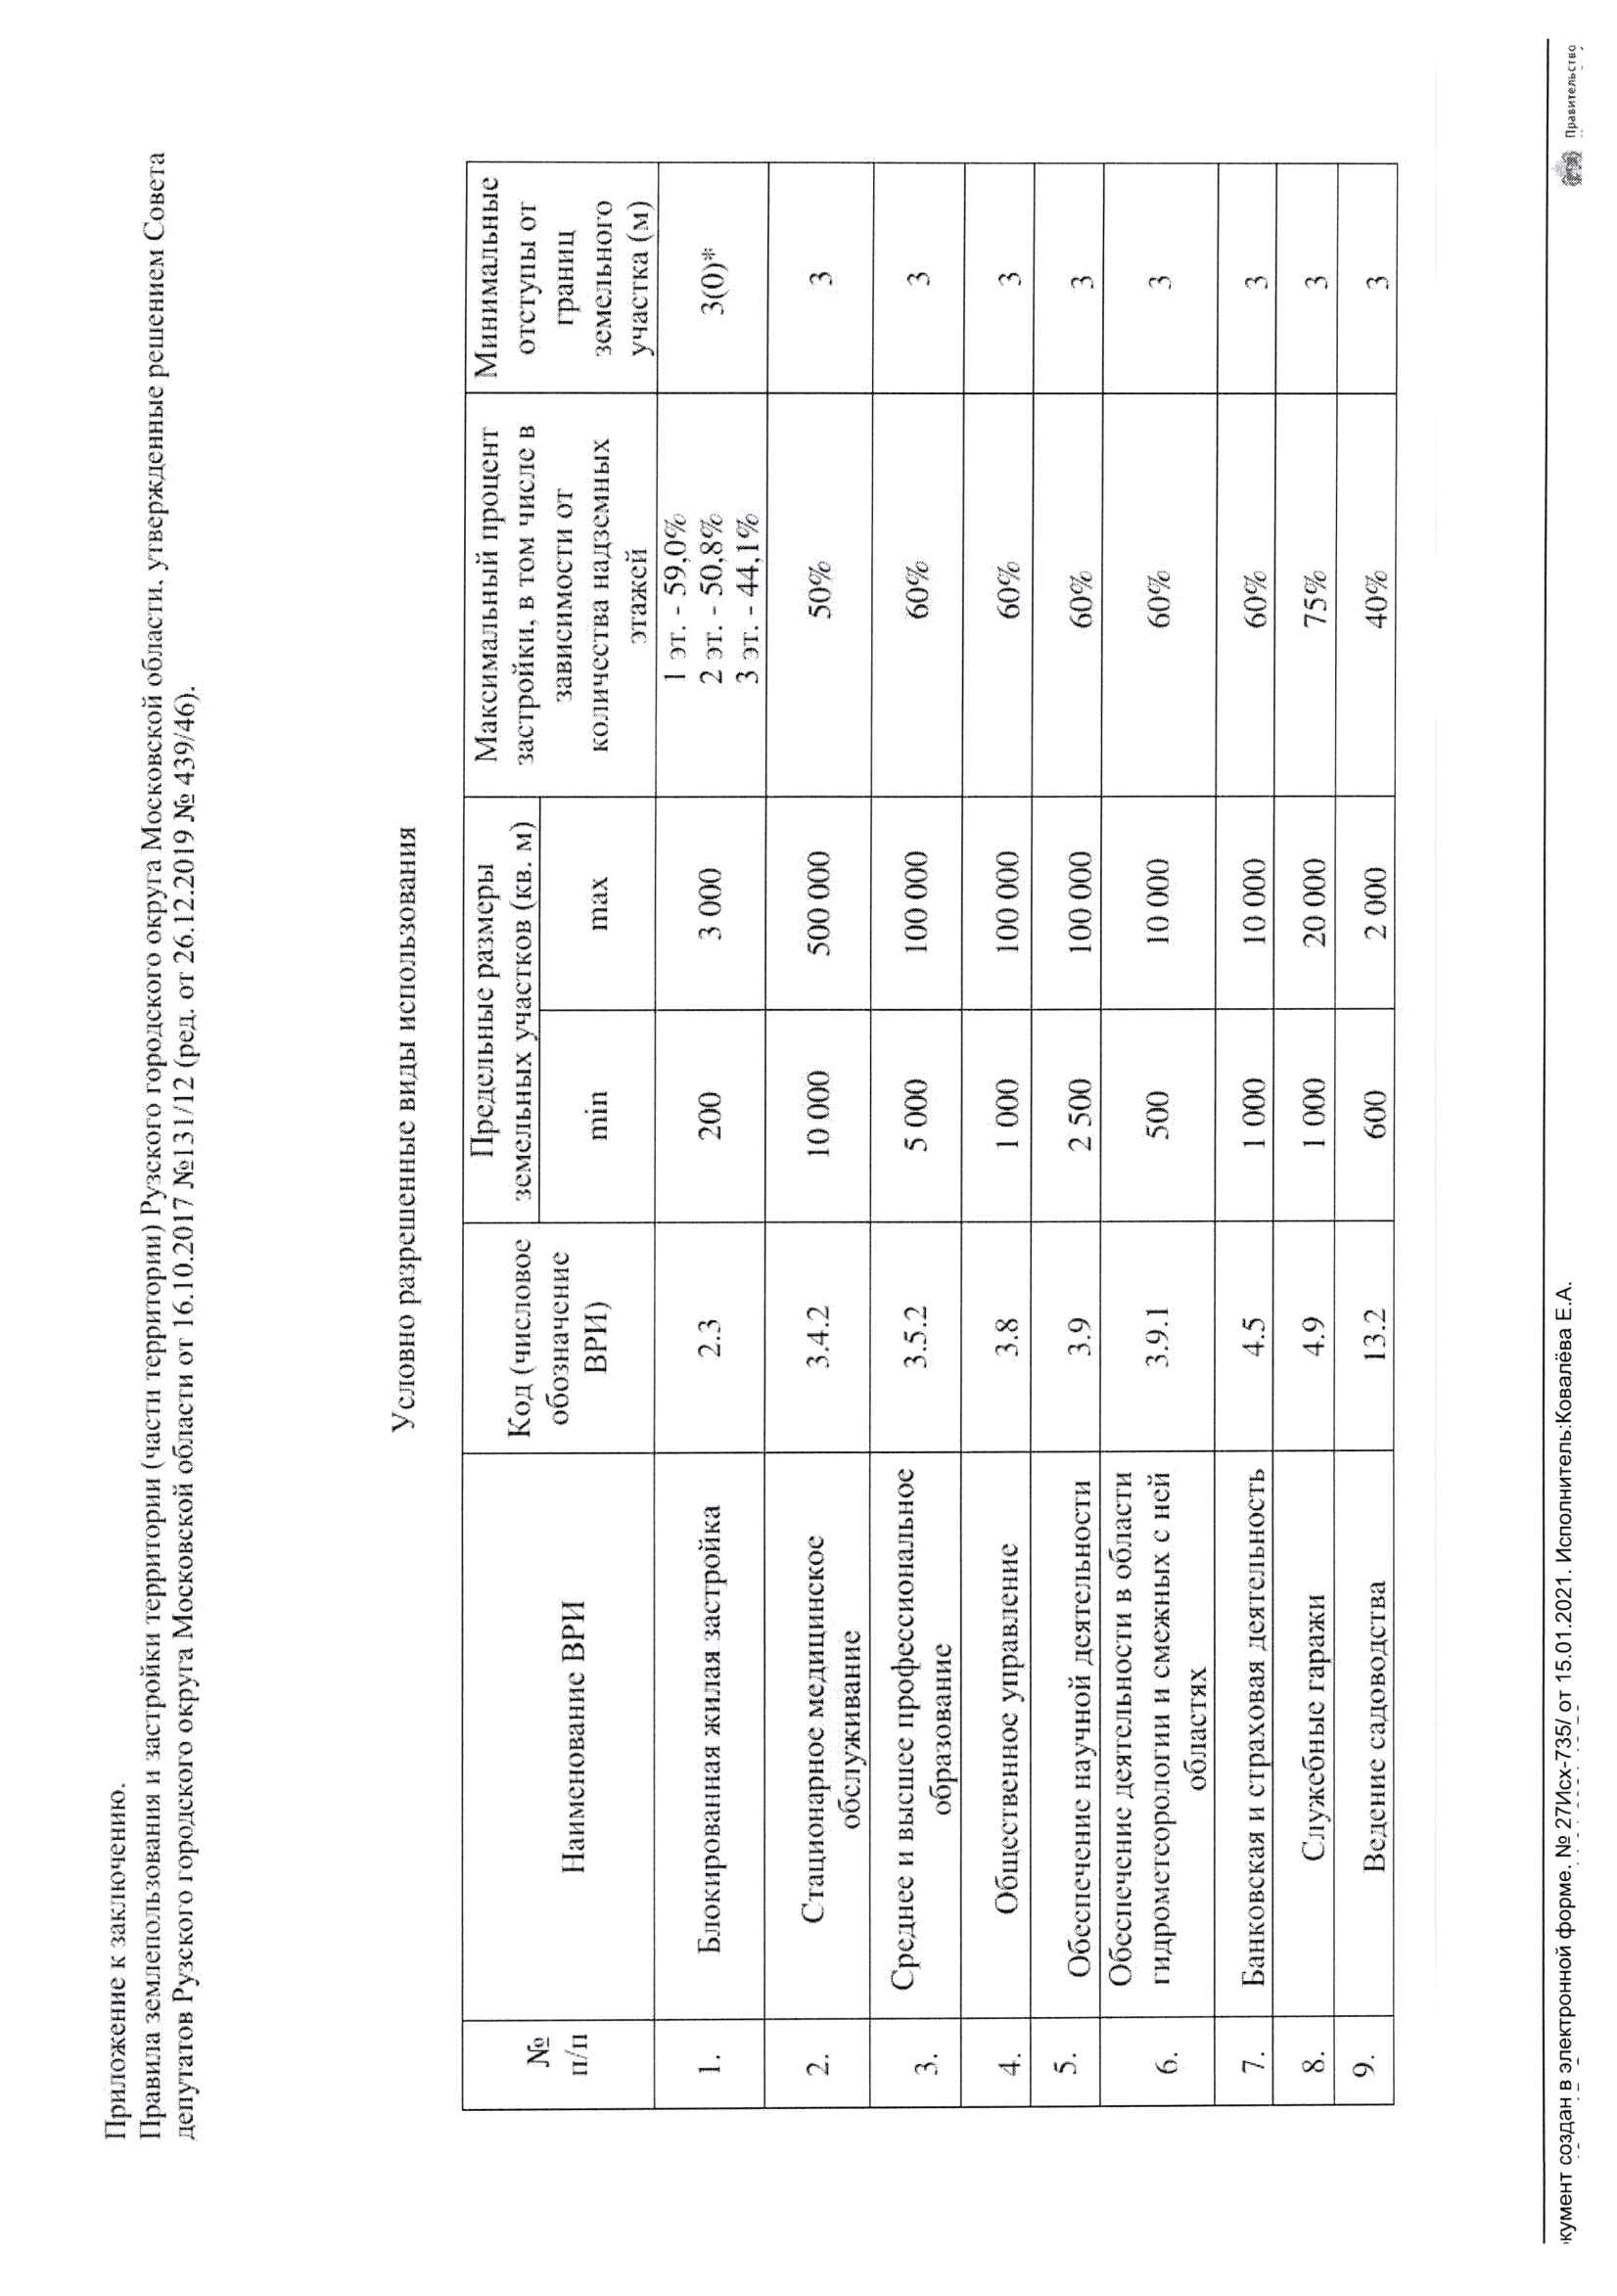 Приложение к заключению.
Правила землепользования и застройки территории (части территории) Рузского городского округа Московской области, утвержденные решением Совета
депутатов Рузского городского округа Московской области от 16.10.2017 №131/12 (ред. от 26.12.2019 № 439/46).
Условно разрешенные виды использования
№
п/п
Наименование ВРИ
Код (числовое
обозначение
ВРИ)
Предельные размеры
земельных участков (кв. м)
min
max
Максимальный процент
застройки, в том числе в
зависимости от
количества надземных
этажей
Минимальные
отступы от
границ
земельного
участка (м)
1.
Блокированная жилая застройка
2.3
200
3 000
1 эт. - 59,0%
2 эт. - 50,8%
3 эт. - 44,1%
3(0)*
2.
Стационарное медицинское
обслуживание
3.4.2
10 000
500 000
50%
3
3.
Среднее и высшее профессиональное
образование
3.5.2
5 000
100 000
60%
3
4.
Общественное управление
3.8
1 000
100 000
60%
3
5.
Обеспечение научной деятельности
3.9
2 500
100 000
60%
3
6.
Обеспечение деятельности в области
гидрометеорологии и смежных с ней
областях
3.9.1
500
10 000
60%
3
7.
Банковская и страховая деятельность
4.5
1 000
10 000
60%
3
8.
Служебные гаражи
4.9
1 000
20 000
75%
3
9.
Ведение садоводства
13.2
600
2 000
40%
3
кумент создан в электронной форме. № 27Исх-735/ от 15.01.2021. Исполнитель:Ковалёва Е.А.
Правительство